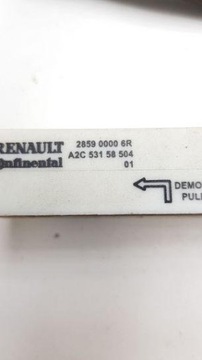 RENAULT
Continental
2859 0000 6R
A2C 531 58 504
01
DEMO
PULL